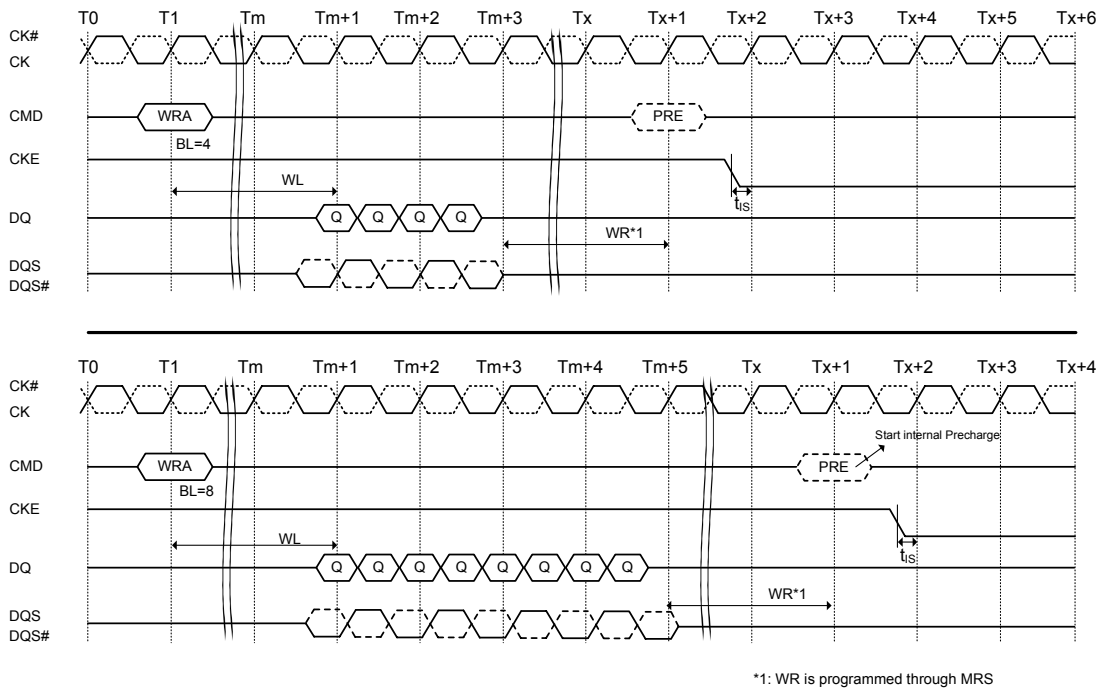 T0 T1 Tm Tm+1 Tm+2 Tm+3 Tx Tx+1 Tx+2 Tx+3 Tx+4 Tx+5 Tx+6
CK#
CK
CMD WRA PRE
BL=4
CKE
WL
tIS
DQ Q Q Q Q
WR*1
DQS
DQS#
T0 T1 Tm Tm+1 Tm+2 Tm+3 Tm+4 Tm+5 Tx Tx+1 Tx+2 Tx+3 Tx+4
CK#
CK
Start internal Precharge
CMD WRA PRE
BL=8
CKE
WL
tIS
DQ Q Q Q Q Q Q Q Q
WR*1
DQS
DQS#
*1: WR is programmed through MRS